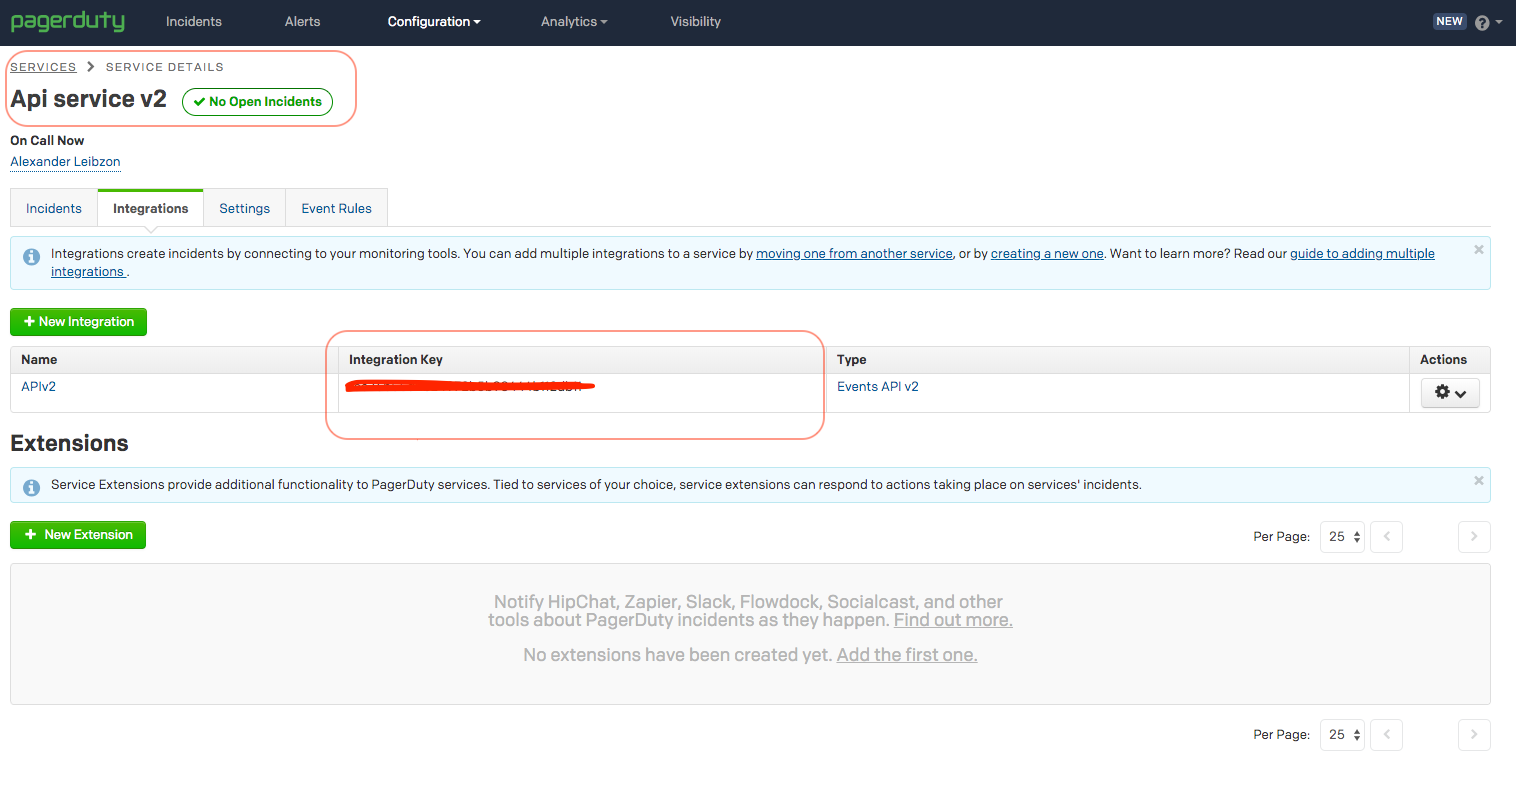 pagerduty Incidents Alerts Configuration Analytics Visibility NEW ?
SERVICES > SERVICE DETAILS
Api service v2 No Open Incidents
On Call Now
Alexander Leibzon
Incidents Integrations Settings Event Rules
Integrations create incidents by connecting to your monitoring tools. You can add multiple integrations to a service by moving one from another service, or by creating a new one. Want to learn more? Read our guide to adding multiple
integrations .
+ New Integration
Name Integration Key Type Actions
APIv2 Events API v2
Extensions
Service Extensions provide additional functionality to PagerDuty services. Tied to services of your choice, service extensions can respond to actions taking place on services' incidents.
+ New Extension Per Page: 25
Notify HipChat, Zapier, Slack, Flowdock, Socialcast, and other
tools about PagerDuty incidents as they happen. Find out more.
No extensions have been created yet. Add the first one.
Per Page: 25